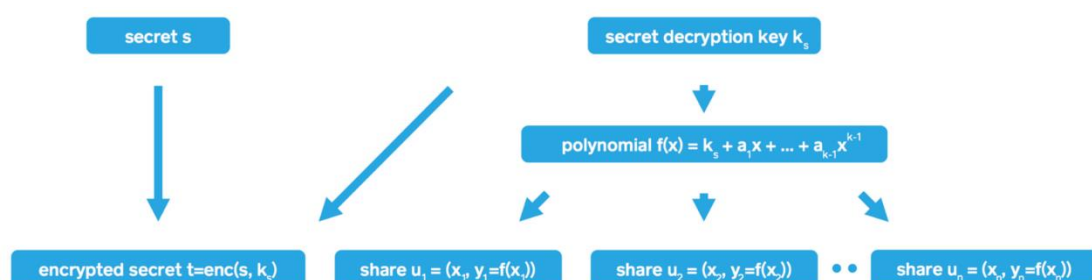 secret s
secret decryption key kₛ
polynomial f(x) = kₛ + a₁x + ... + aₖ₋₁xᵏ⁻¹
encrypted secret t=enc(s, kₛ)
share u₁ = (x₁, y₁=f(x₁))
share u₂ = (x₂, y₂=f(x₂))
share uₙ = (xₙ, yₙ=f(xₙ))